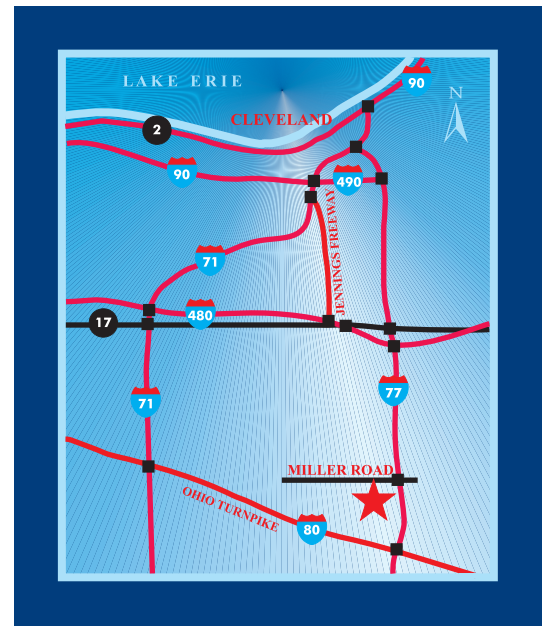 LAKE ERIE
90
N
CLEVELAND
2
90
490
JENNINGS FREEWAY
71
480
17
71
77
MILLER ROAD
OHIO TURNPIKE
80